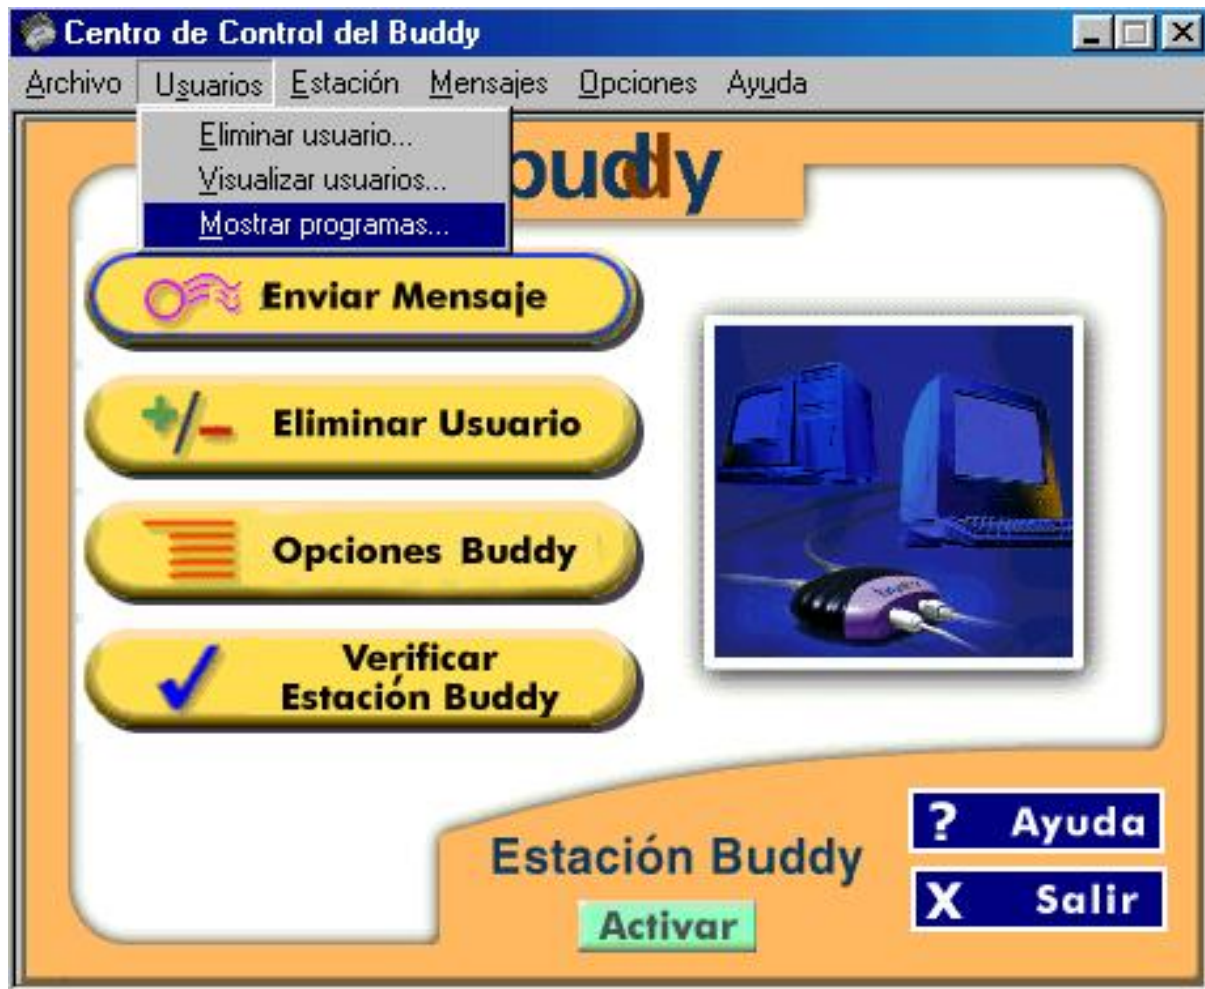 Centro de Control del Buddy
Archivo Usuarios Estación Mensajes Opciones Ayuda
Eliminar usuario...
Visualizar usuarios...
Mostrar programas...
buddy
Enviar Mensaje
Eliminar Usuario
Opciones Buddy
Verificar
Estación Buddy
? Ayuda
Estación Buddy
X Salir
Activar